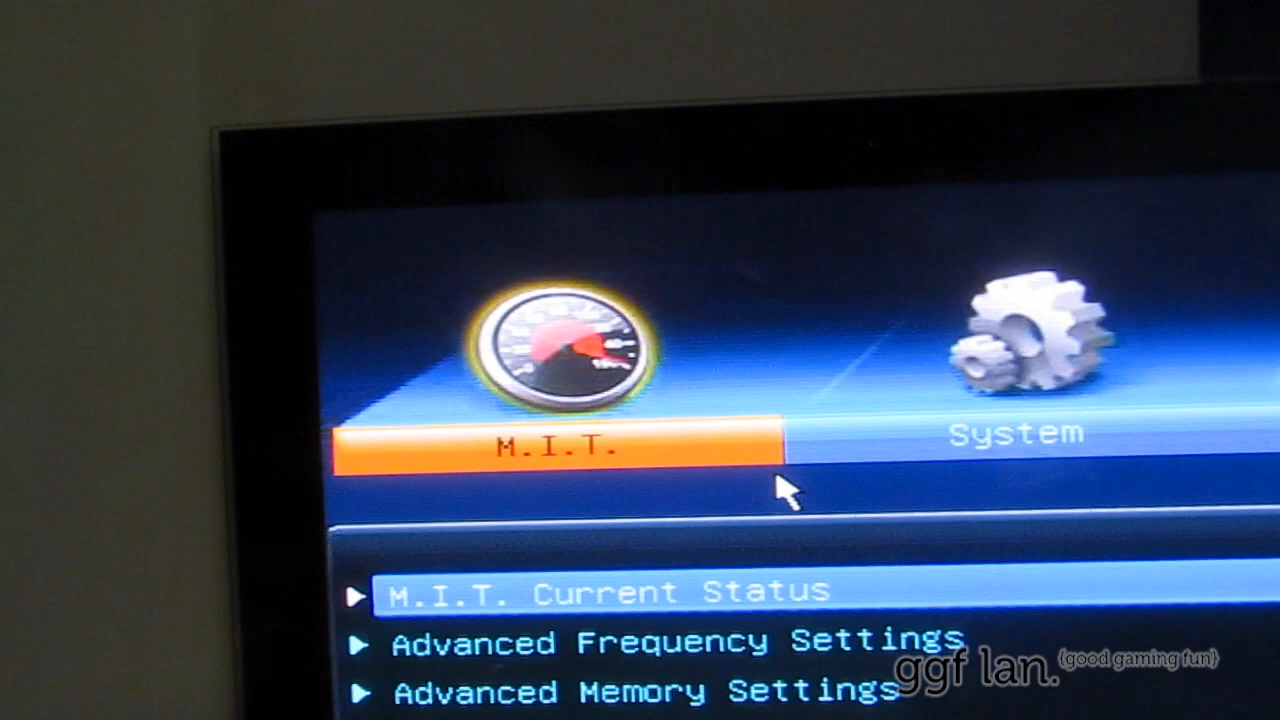 M.I.T.
System
M.I.T. Current Status
Advanced Frequency Settings
Advanced Memory Settings
ggf lan. {good gaming fun}